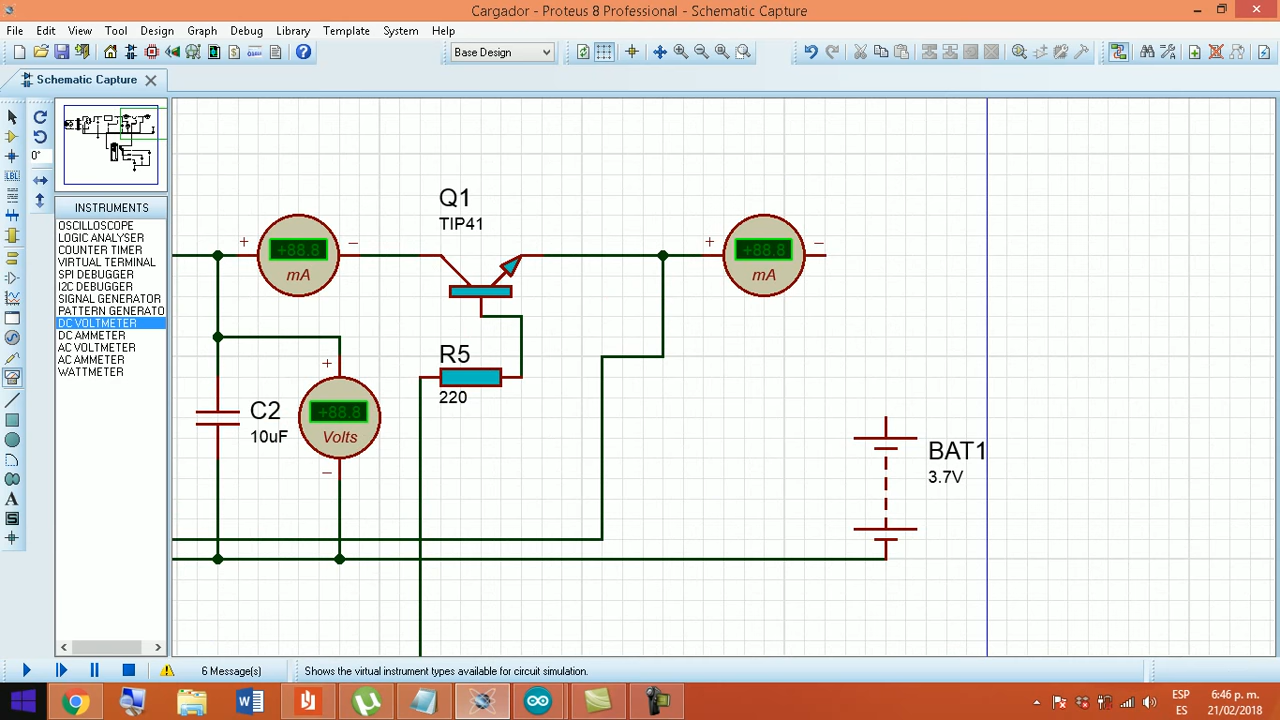 Cargador - Proteus 8 Professional - Schematic Capture
File Edit View Tool Design Graph Debug Library Template System Help
Base Design
Schematic Capture
0°
LBL
INSTRUMENTS
OSCILLOSCOPE
LOGIC ANALYSER
COUNTER TIMER
VIRTUAL TERMINAL
SPI DEBUGGER
I2C DEBUGGER
SIGNAL GENERATOR
PATTERN GENERATO
DC VOLTMETER
DC AMMETER
AC VOLTMETER
AC AMMETER
WATTMETER
A
Q1
TIP41
+ +88.8 −
mA
+ +88.8 −
mA
R5
220
C2
10uF
+
+88.8
Volts
−
BAT1
3.7V
6 Message(s)
Shows the virtual instrument types available for circuit simulation.
ESP
ES
6:46 p. m.
21/02/2018